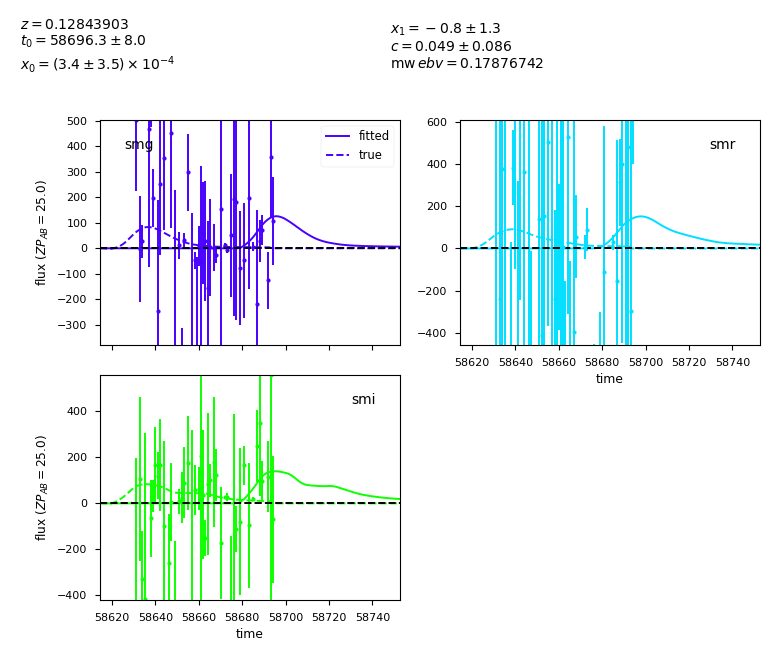 z = 0.12843903
t₀ = 58696.3 ± 8.0
x₀ = (3.4 ± 3.5) × 10⁻⁴
x₁ = −0.8 ± 1.3
c = 0.049 ± 0.086
mw ebv = 0.17876742
smg
fitted
true
500
400
300
200
100
0
−100
−200
−300
flux (ZP_AB = 25.0)
smr
600
400
200
0
−200
−400
58620 58640 58660 58680 58700 58720 58740
time
smi
400
200
0
−200
−400
flux (ZP_AB = 25.0)
58620 58640 58660 58680 58700 58720 58740
time